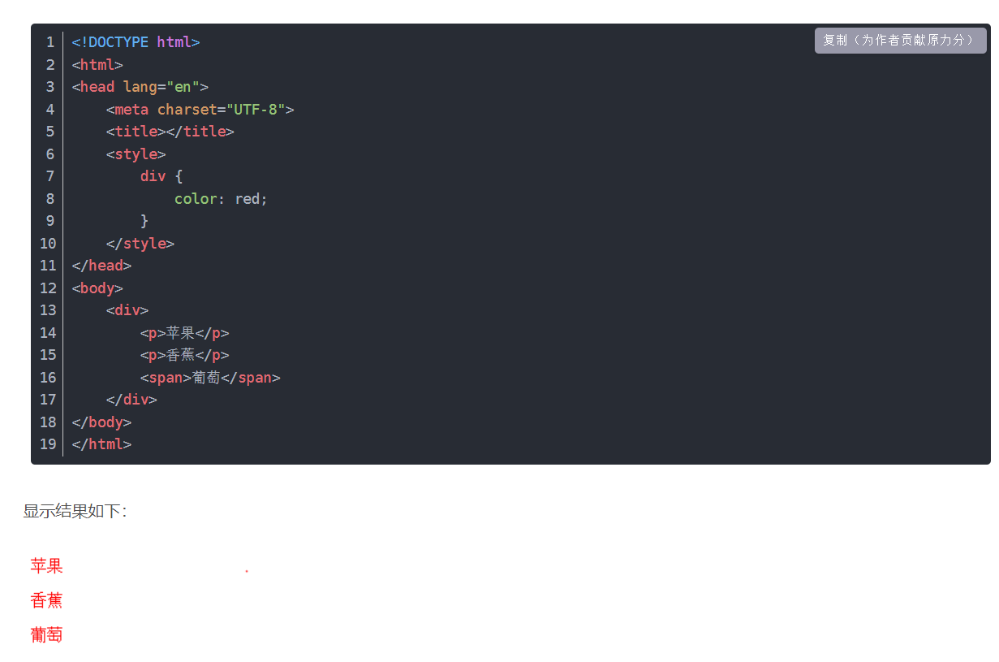 复制（为作者贡献原力分）
1 <!DOCTYPE html>
2 <html>
3 <head lang="en">
4     <meta charset="UTF-8">
5     <title></title>
6     <style>
7         div {
8             color: red;
9         }
10     </style>
11 </head>
12 <body>
13     <div>
14         <p>苹果</p>
15         <p>香蕉</p>
16         <span>葡萄</span>
17     </div>
18 </body>
19 </html>
显示结果如下：
苹果
香蕉
葡萄